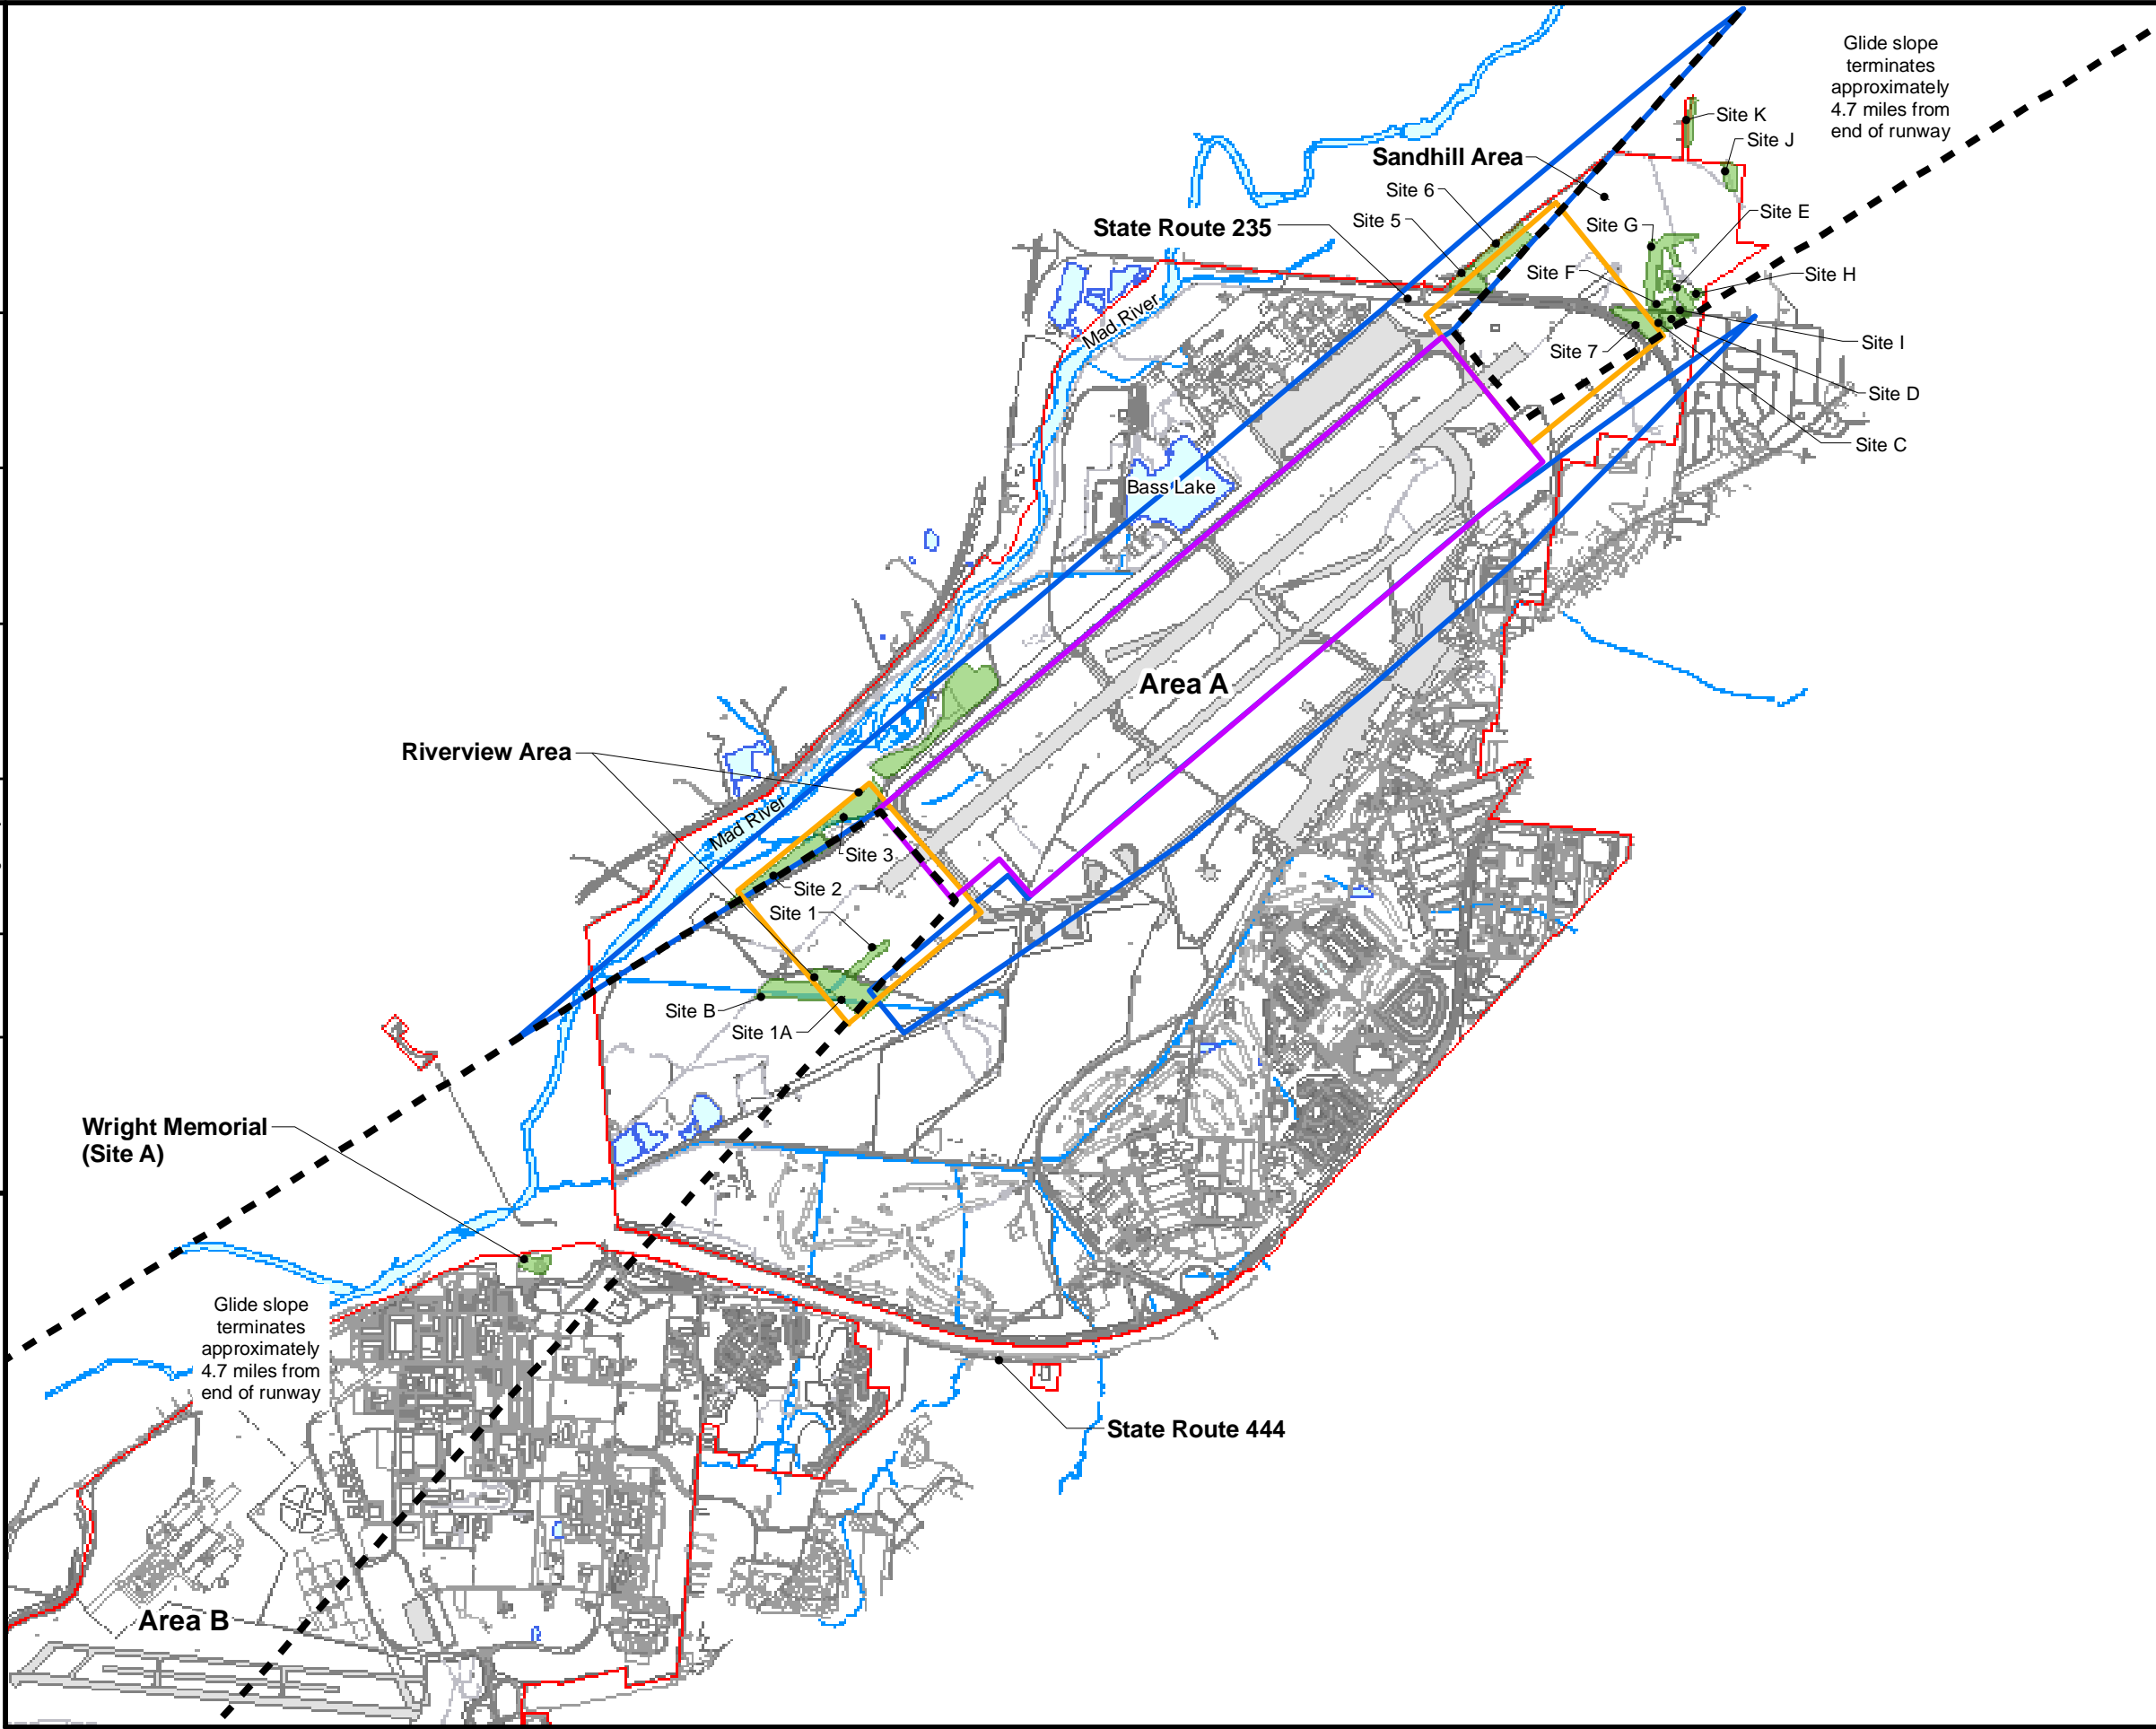 Glide slope
terminates
approximately
4.7 miles from
end of runway
Site K
Site J
Sandhill Area
Site 6
Site E
Site 5
State Route 235
Site G
Site F
Site H
Mad River
Site 7
Site I
Site D
Site C
Bass Lake
Area A
Riverview Area
Mad River
Site 3
Site 2
Site 1
Site B
Site 1A
Wright Memorial
(Site A)
Glide slope
terminates
approximately
4.7 miles from
end of runway
State Route 444
Area B